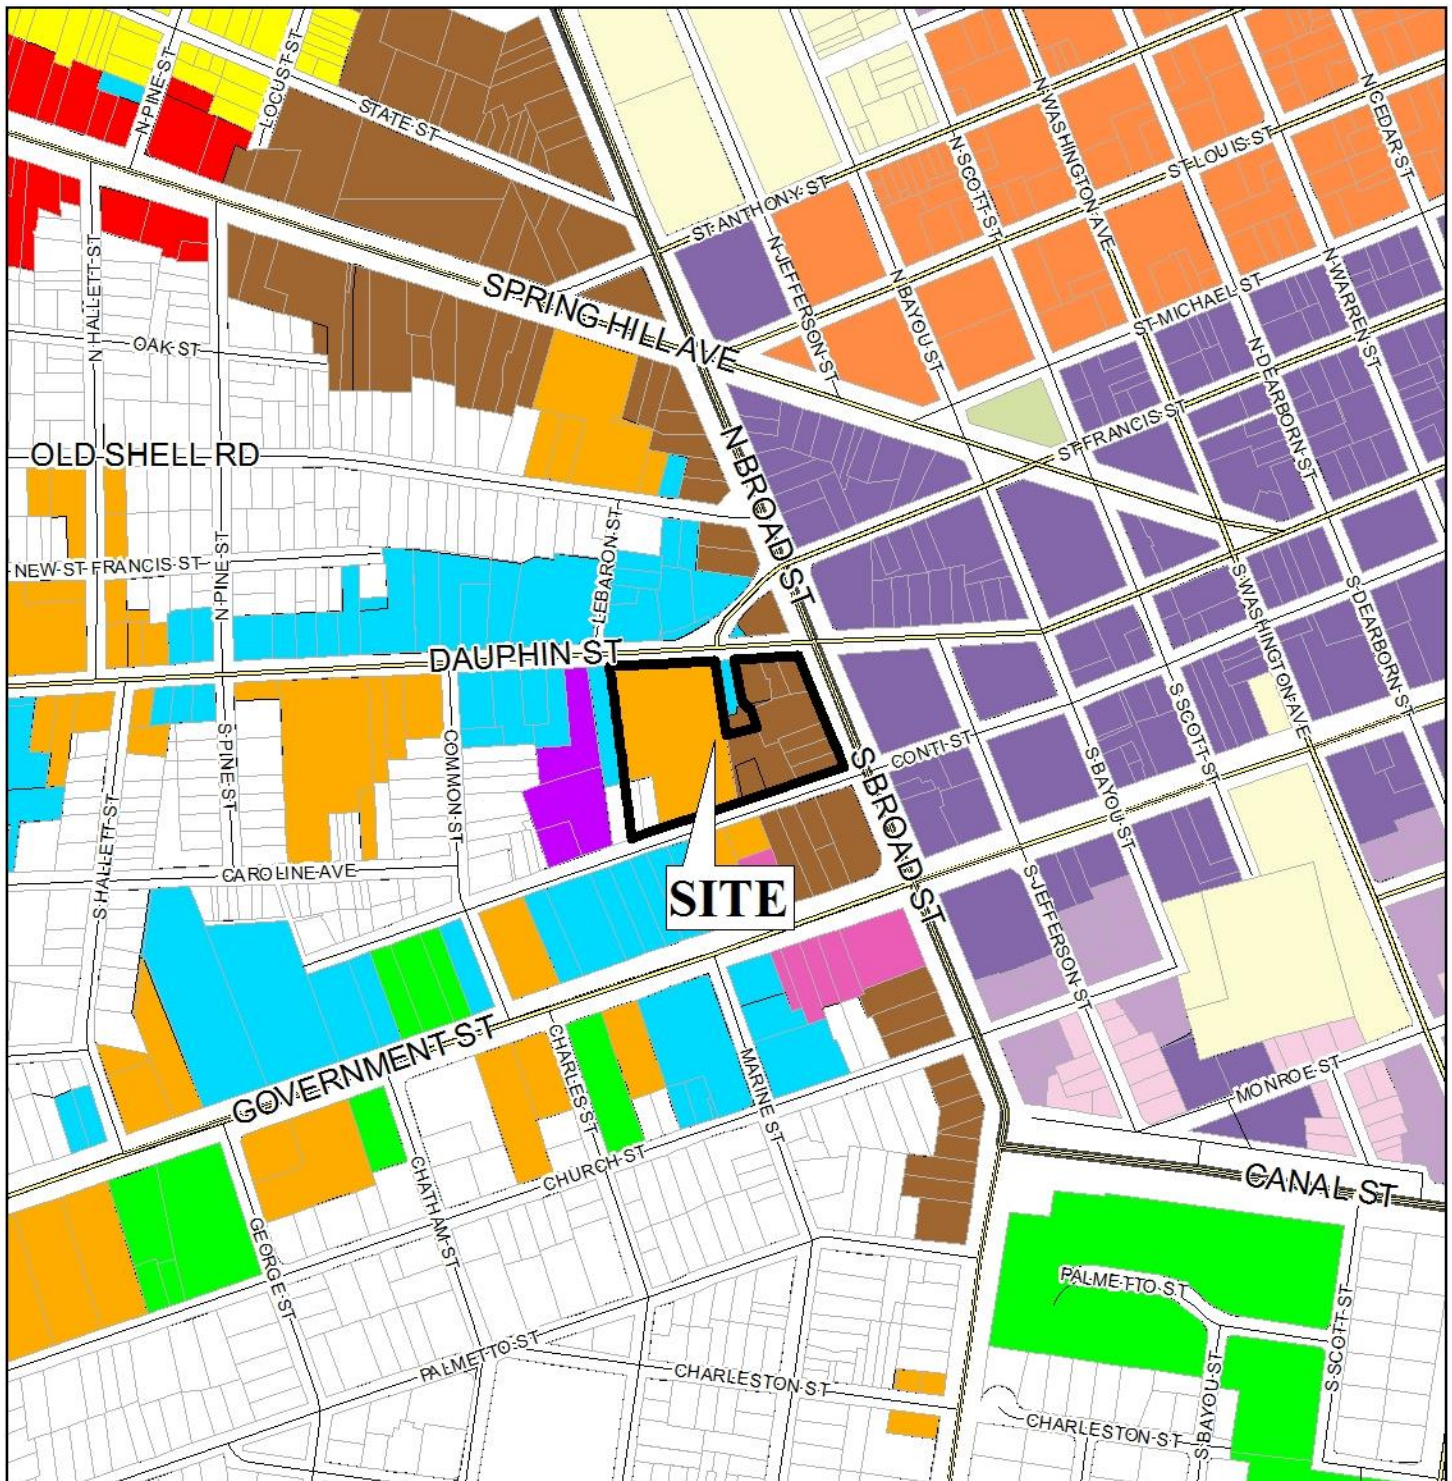 N PINE ST
LOCUST ST
STATE ST
N WASHINGTON AVE
N CEDAR ST
ST LOUIS ST
N SCOTT ST
ST ANTHONY ST
N HALLETT ST
N JEFFERSON ST
N BAYOU ST
N WARREN ST
SPRING HILL AVE
ST MICHAEL ST
OAK ST
N DEARBORN ST
ST FRANCIS ST
OLD SHELL RD
N BROAD ST
NEW ST FRANCIS ST
N PINE ST
LEBARON ST
S WASHINGTON AVE
S DEARBORN ST
DAUPHIN ST
S SCOTT ST
S PINE ST
COMMON ST
CONTI ST
S BAYOU ST
S BROAD ST
S HALLETT ST
CAROLINE AVE
SITE
S JEFFERSON ST
GOVERNMENT ST
CHARLES ST
MARINE ST
MONROE ST
CHURCH ST
CHATHAM ST
CANAL ST
GEORGE ST
PALMETTO ST
S SCOTT ST
PALMETTO ST
CHARLESTON ST
S BAYOU ST
CHARLESTON ST